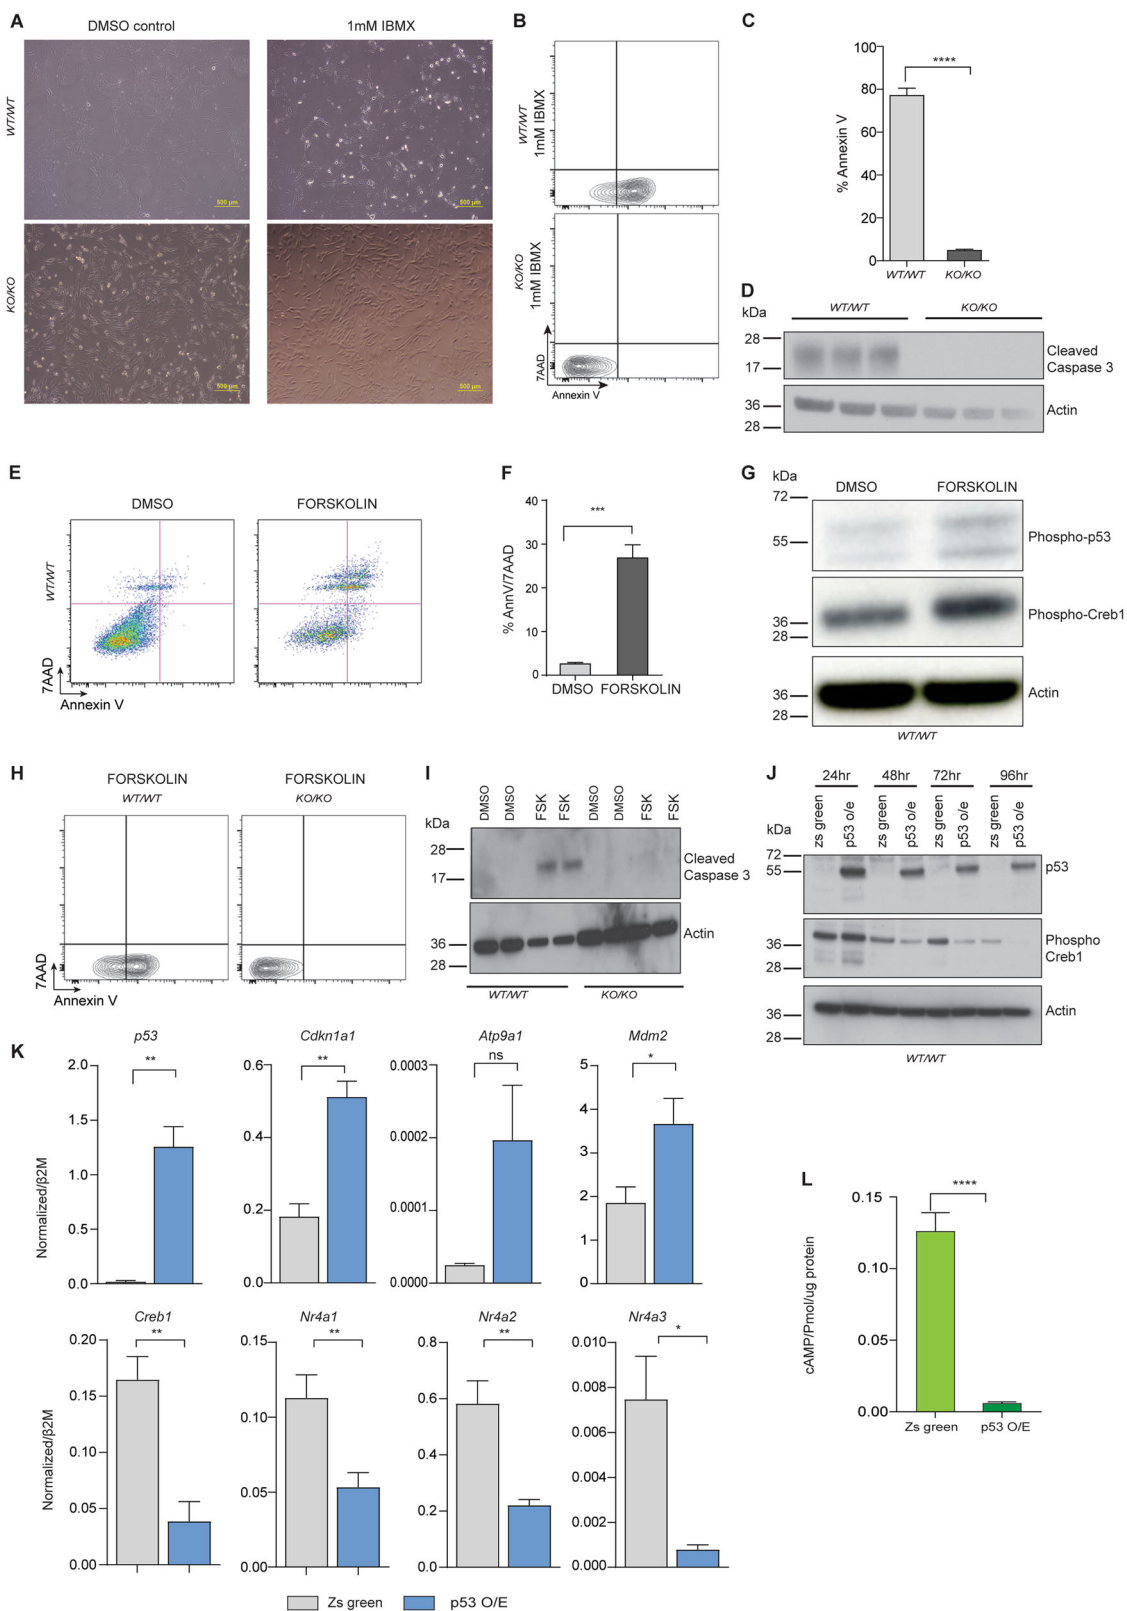 A
DMSO control
1mM IBMX
WT/WT
KO/KO
500 µm
500 µm
500 µm
500 µm
B
WT/WT
1mM IBMX
KO/KO
1mM IBMX
7AAD
Annexin V
C
% Annexin V
100
80
60
40
20
0
****
WT/WT
KO/KO
D
kDa
WT/WT
KO/KO
28
17
Cleaved
Caspase 3
36
28
Actin
E
DMSO
FORSKOLIN
WT/WT
7AAD
Annexin V
F
% AnnV/7AAD
40
30
20
10
0
***
DMSO
FORSKOLIN
G
kDa
DMSO
FORSKOLIN
72
55
Phospho-p53
36
28
Phospho-Creb1
36
28
Actin
WT/WT
H
FORSKOLIN
WT/WT
FORSKOLIN
KO/KO
7AAD
Annexin V
I
kDa
DMSO
DMSO
FSK
FSK
DMSO
DMSO
FSK
FSK
28
17
Cleaved
Caspase 3
36
28
Actin
WT/WT
KO/KO
J
24hr
48hr
72hr
96hr
kDa
zs green
p53 o/e
zs green
p53 o/e
zs green
p53 o/e
zs green
p53 o/e
72
55
p53
36
28
Phospho
Creb1
36
28
Actin
WT/WT
K
Normalized/β2M
p53
2.0
1.5
1.0
0.5
0.0
**
Cdkn1a1
0.6
0.4
0.2
0.0
**
Atp9a1
0.0003
0.0002
0.0001
0.0000
ns
Mdm2
5
4
3
2
1
0
*
Normalized/β2M
Creb1
0.20
0.15
0.10
0.05
0.00
**
Nr4a1
0.15
0.10
0.05
0.00
**
Nr4a2
0.8
0.6
0.4
0.2
0.0
**
Nr4a3
0.010
0.008
0.006
0.004
0.002
0.000
*
Zs green
p53 O/E
L
cAMP/Pmol/ug protein
0.15
0.10
0.05
0.00
****
Zs green
p53 O/E